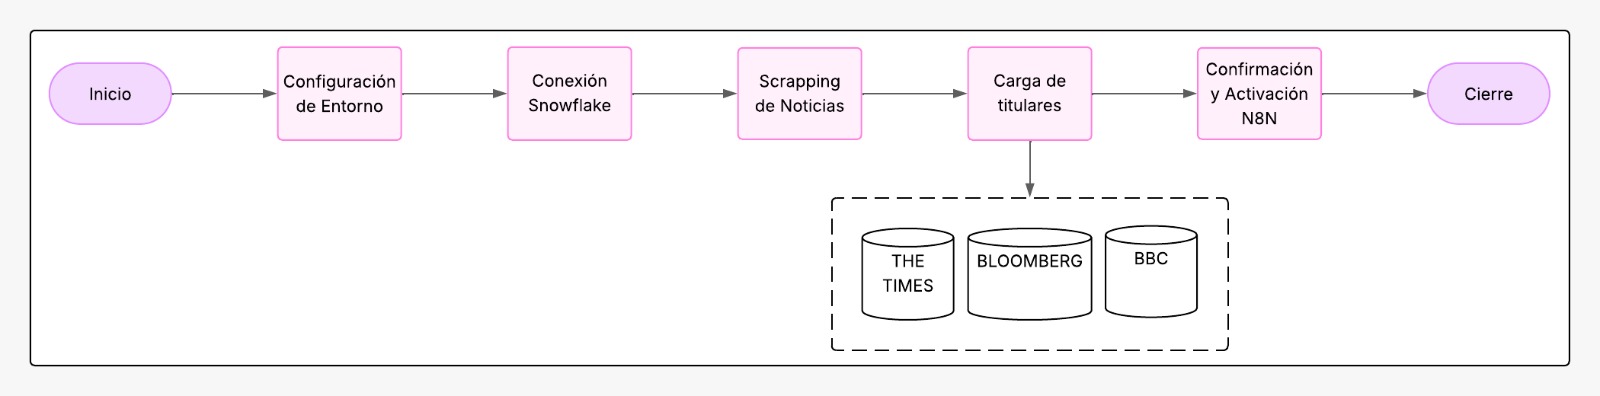 Inicio
Configuración
de Entorno
Conexión
Snowflake
Scrapping
de Noticias
Carga de
titulares
Confirmación
y Activación
N8N
Cierre
THE
TIMES
BLOOMBERG
BBC